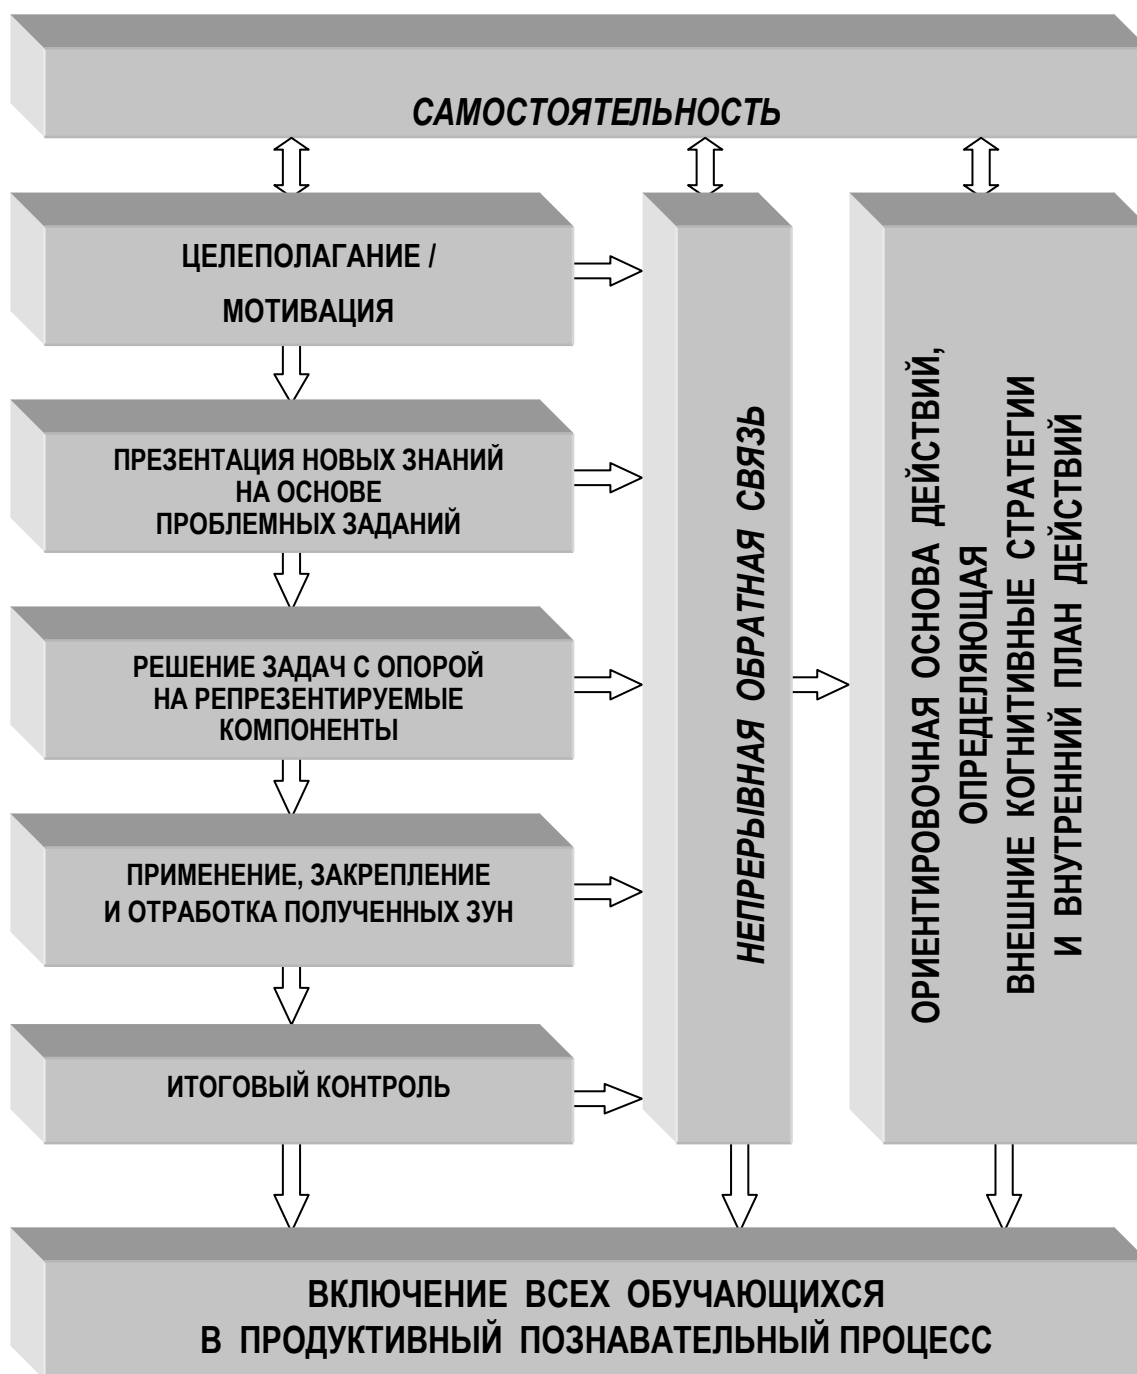 САМОСТОЯТЕЛЬНОСТЬ
ЦЕЛЕПОЛАГАНИЕ /
МОТИВАЦИЯ
ПРЕЗЕНТАЦИЯ НОВЫХ ЗНАНИЙ
НА ОСНОВЕ
ПРОБЛЕМНЫХ ЗАДАНИЙ
РЕШЕНИЕ ЗАДАЧ С ОПОРОЙ
НА РЕПРЕЗЕНТИРУЕМЫЕ
КОМПОНЕНТЫ
ПРИМЕНЕНИЕ, ЗАКРЕПЛЕНИЕ
И ОТРАБОТКА ПОЛУЧЕННЫХ ЗУН
ИТОГОВЫЙ КОНТРОЛЬ
НЕПРЕРЫВНАЯ ОБРАТНАЯ СВЯЗЬ
ОРИЕНТИРОВОЧНАЯ ОСНОВА ДЕЙСТВИЙ,
ОПРЕДЕЛЯЮЩАЯ
ВНЕШНИЕ КОГНИТИВНЫЕ СТРАТЕГИИ
И ВНУТРЕННИЙ ПЛАН ДЕЙСТВИЙ
ВКЛЮЧЕНИЕ ВСЕХ ОБУЧАЮЩИХСЯ
В ПРОДУКТИВНЫЙ ПОЗНАВАТЕЛЬНЫЙ ПРОЦЕСС